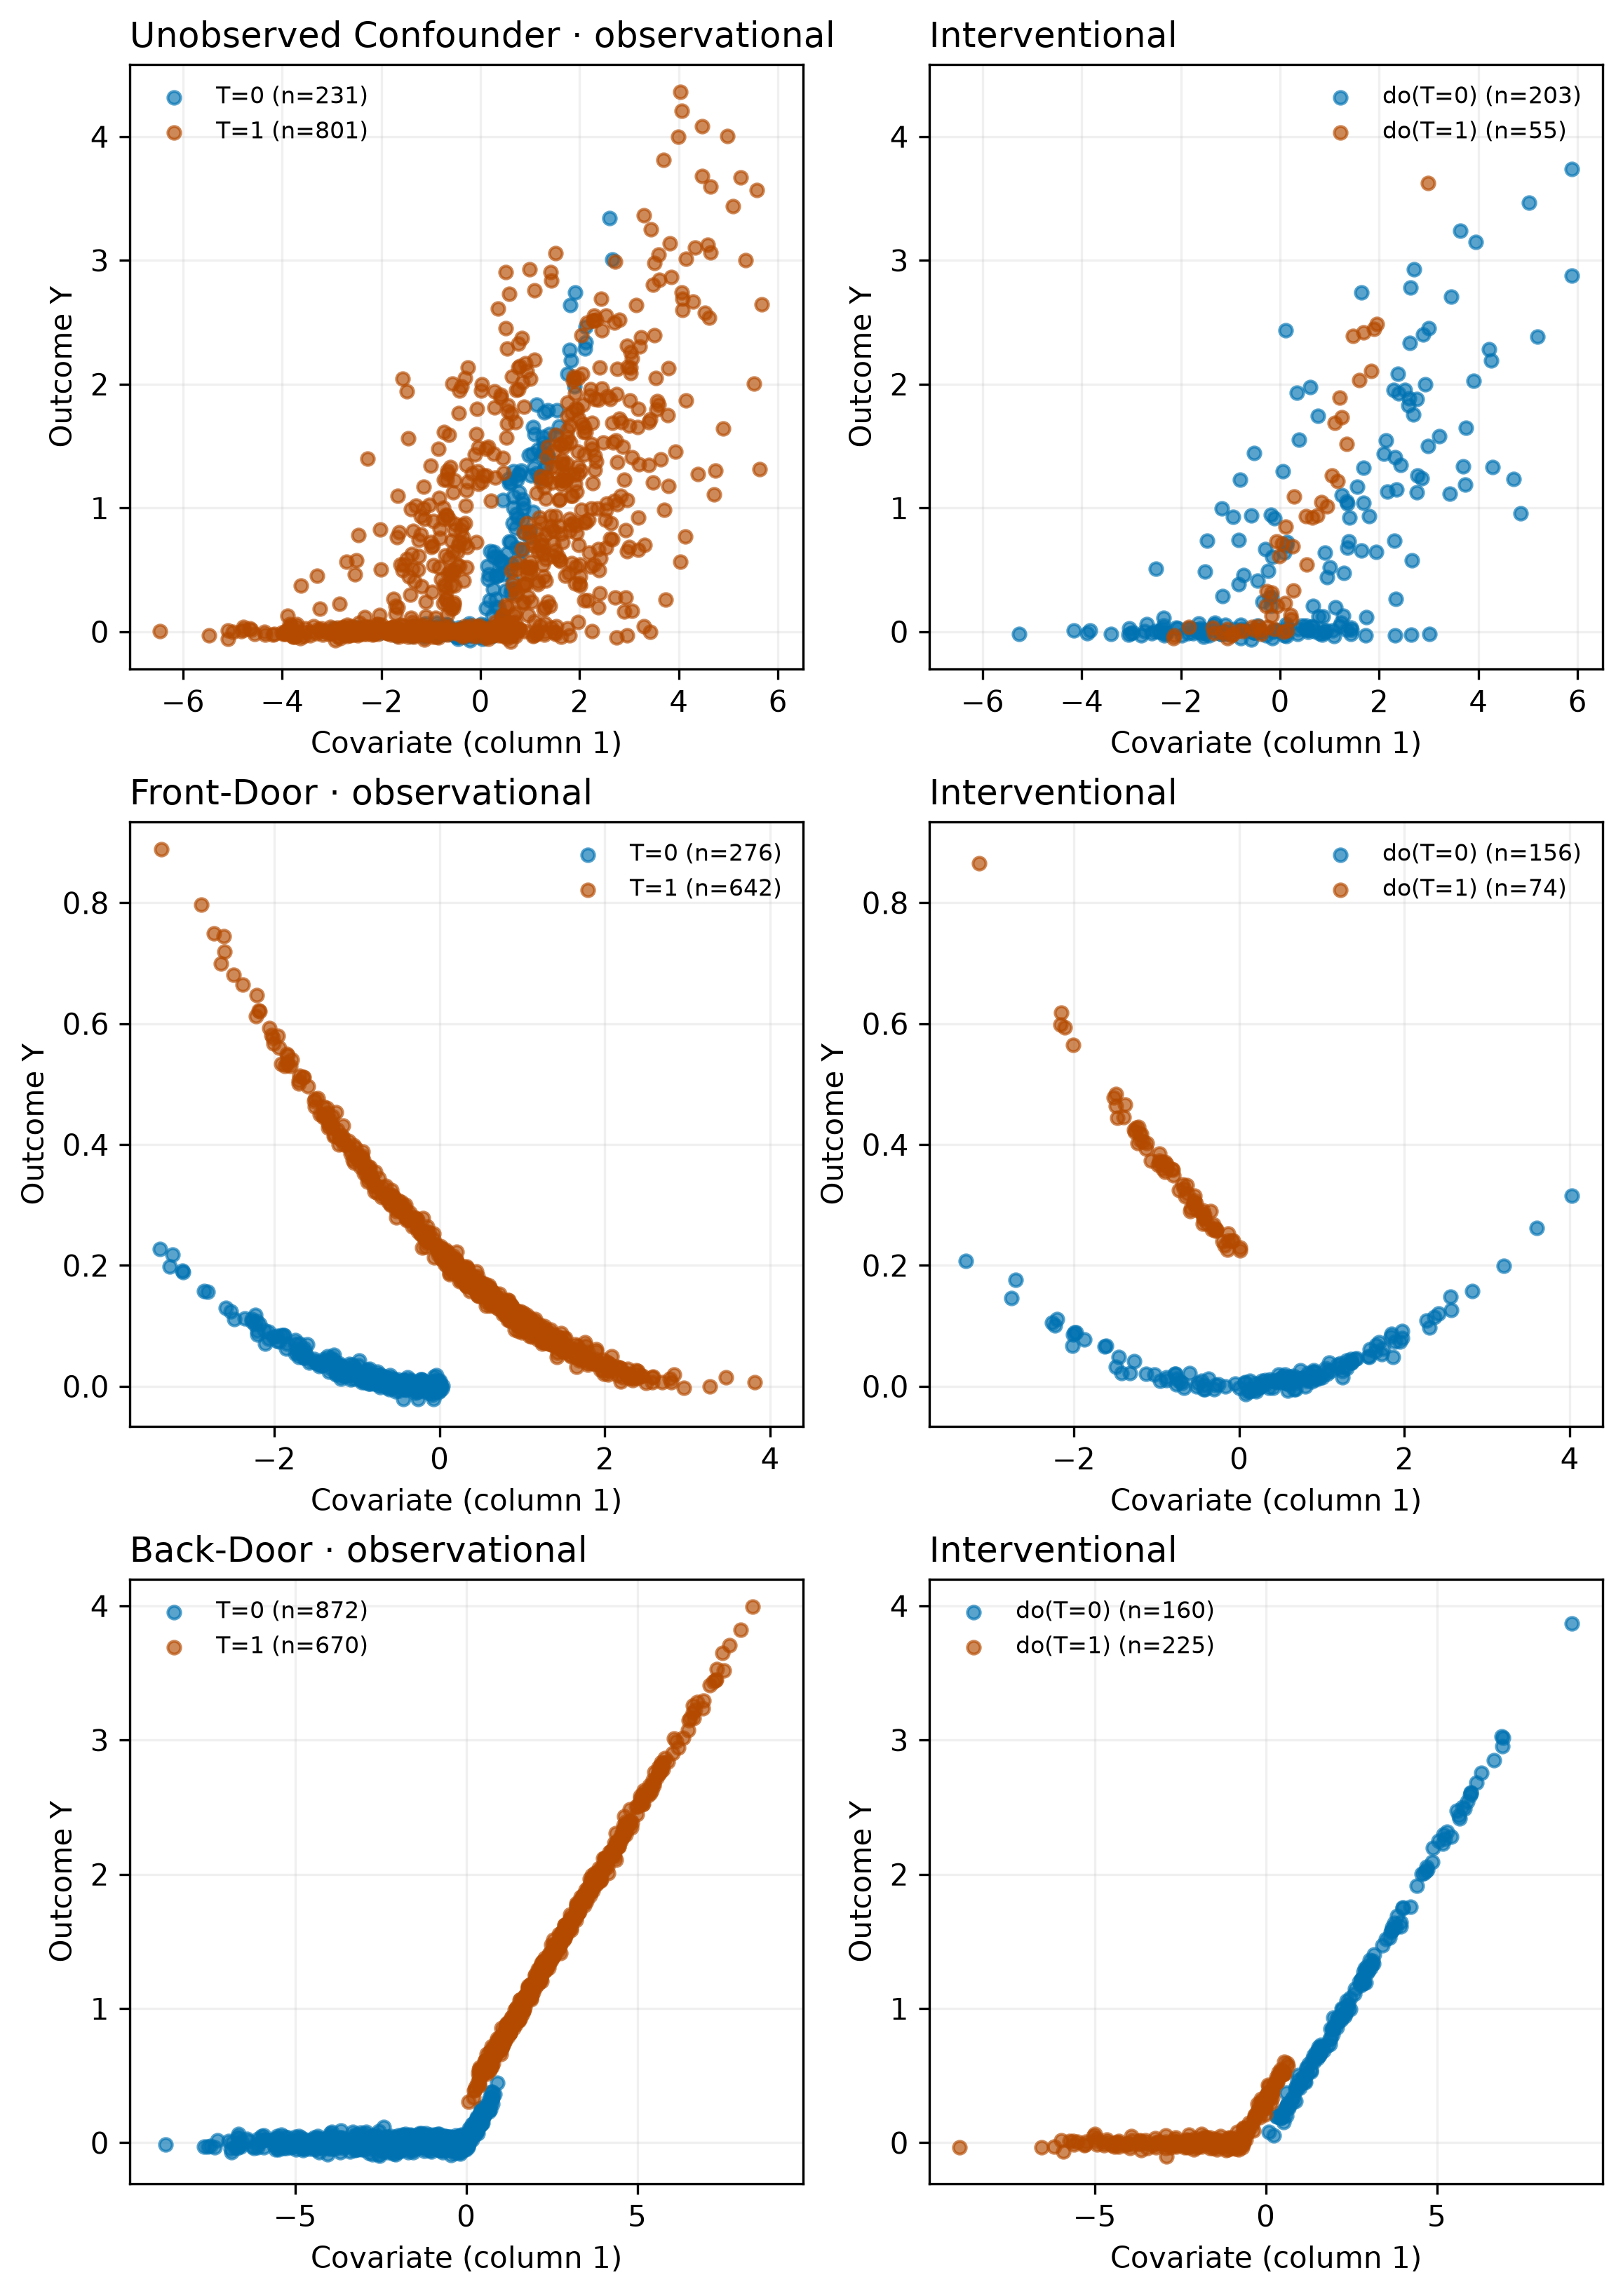 Unobserved Confounder · observational
T=0 (n=231)
T=1 (n=801)
Outcome Y
4
3
2
1
0
−6 −4 −2 0 2 4 6
Covariate (column 1)
Interventional
do(T=0) (n=203)
do(T=1) (n=55)
Outcome Y
4
3
2
1
0
−6 −4 −2 0 2 4 6
Covariate (column 1)
Front-Door · observational
T=0 (n=276)
T=1 (n=642)
Outcome Y
0.8
0.6
0.4
0.2
0.0
−2 0 2 4
Covariate (column 1)
Interventional
do(T=0) (n=156)
do(T=1) (n=74)
Outcome Y
0.8
0.6
0.4
0.2
0.0
−2 0 2 4
Covariate (column 1)
Back-Door · observational
T=0 (n=872)
T=1 (n=670)
Outcome Y
4
3
2
1
0
−5 0 5
Covariate (column 1)
Interventional
do(T=0) (n=160)
do(T=1) (n=225)
Outcome Y
4
3
2
1
0
−5 0 5
Covariate (column 1)